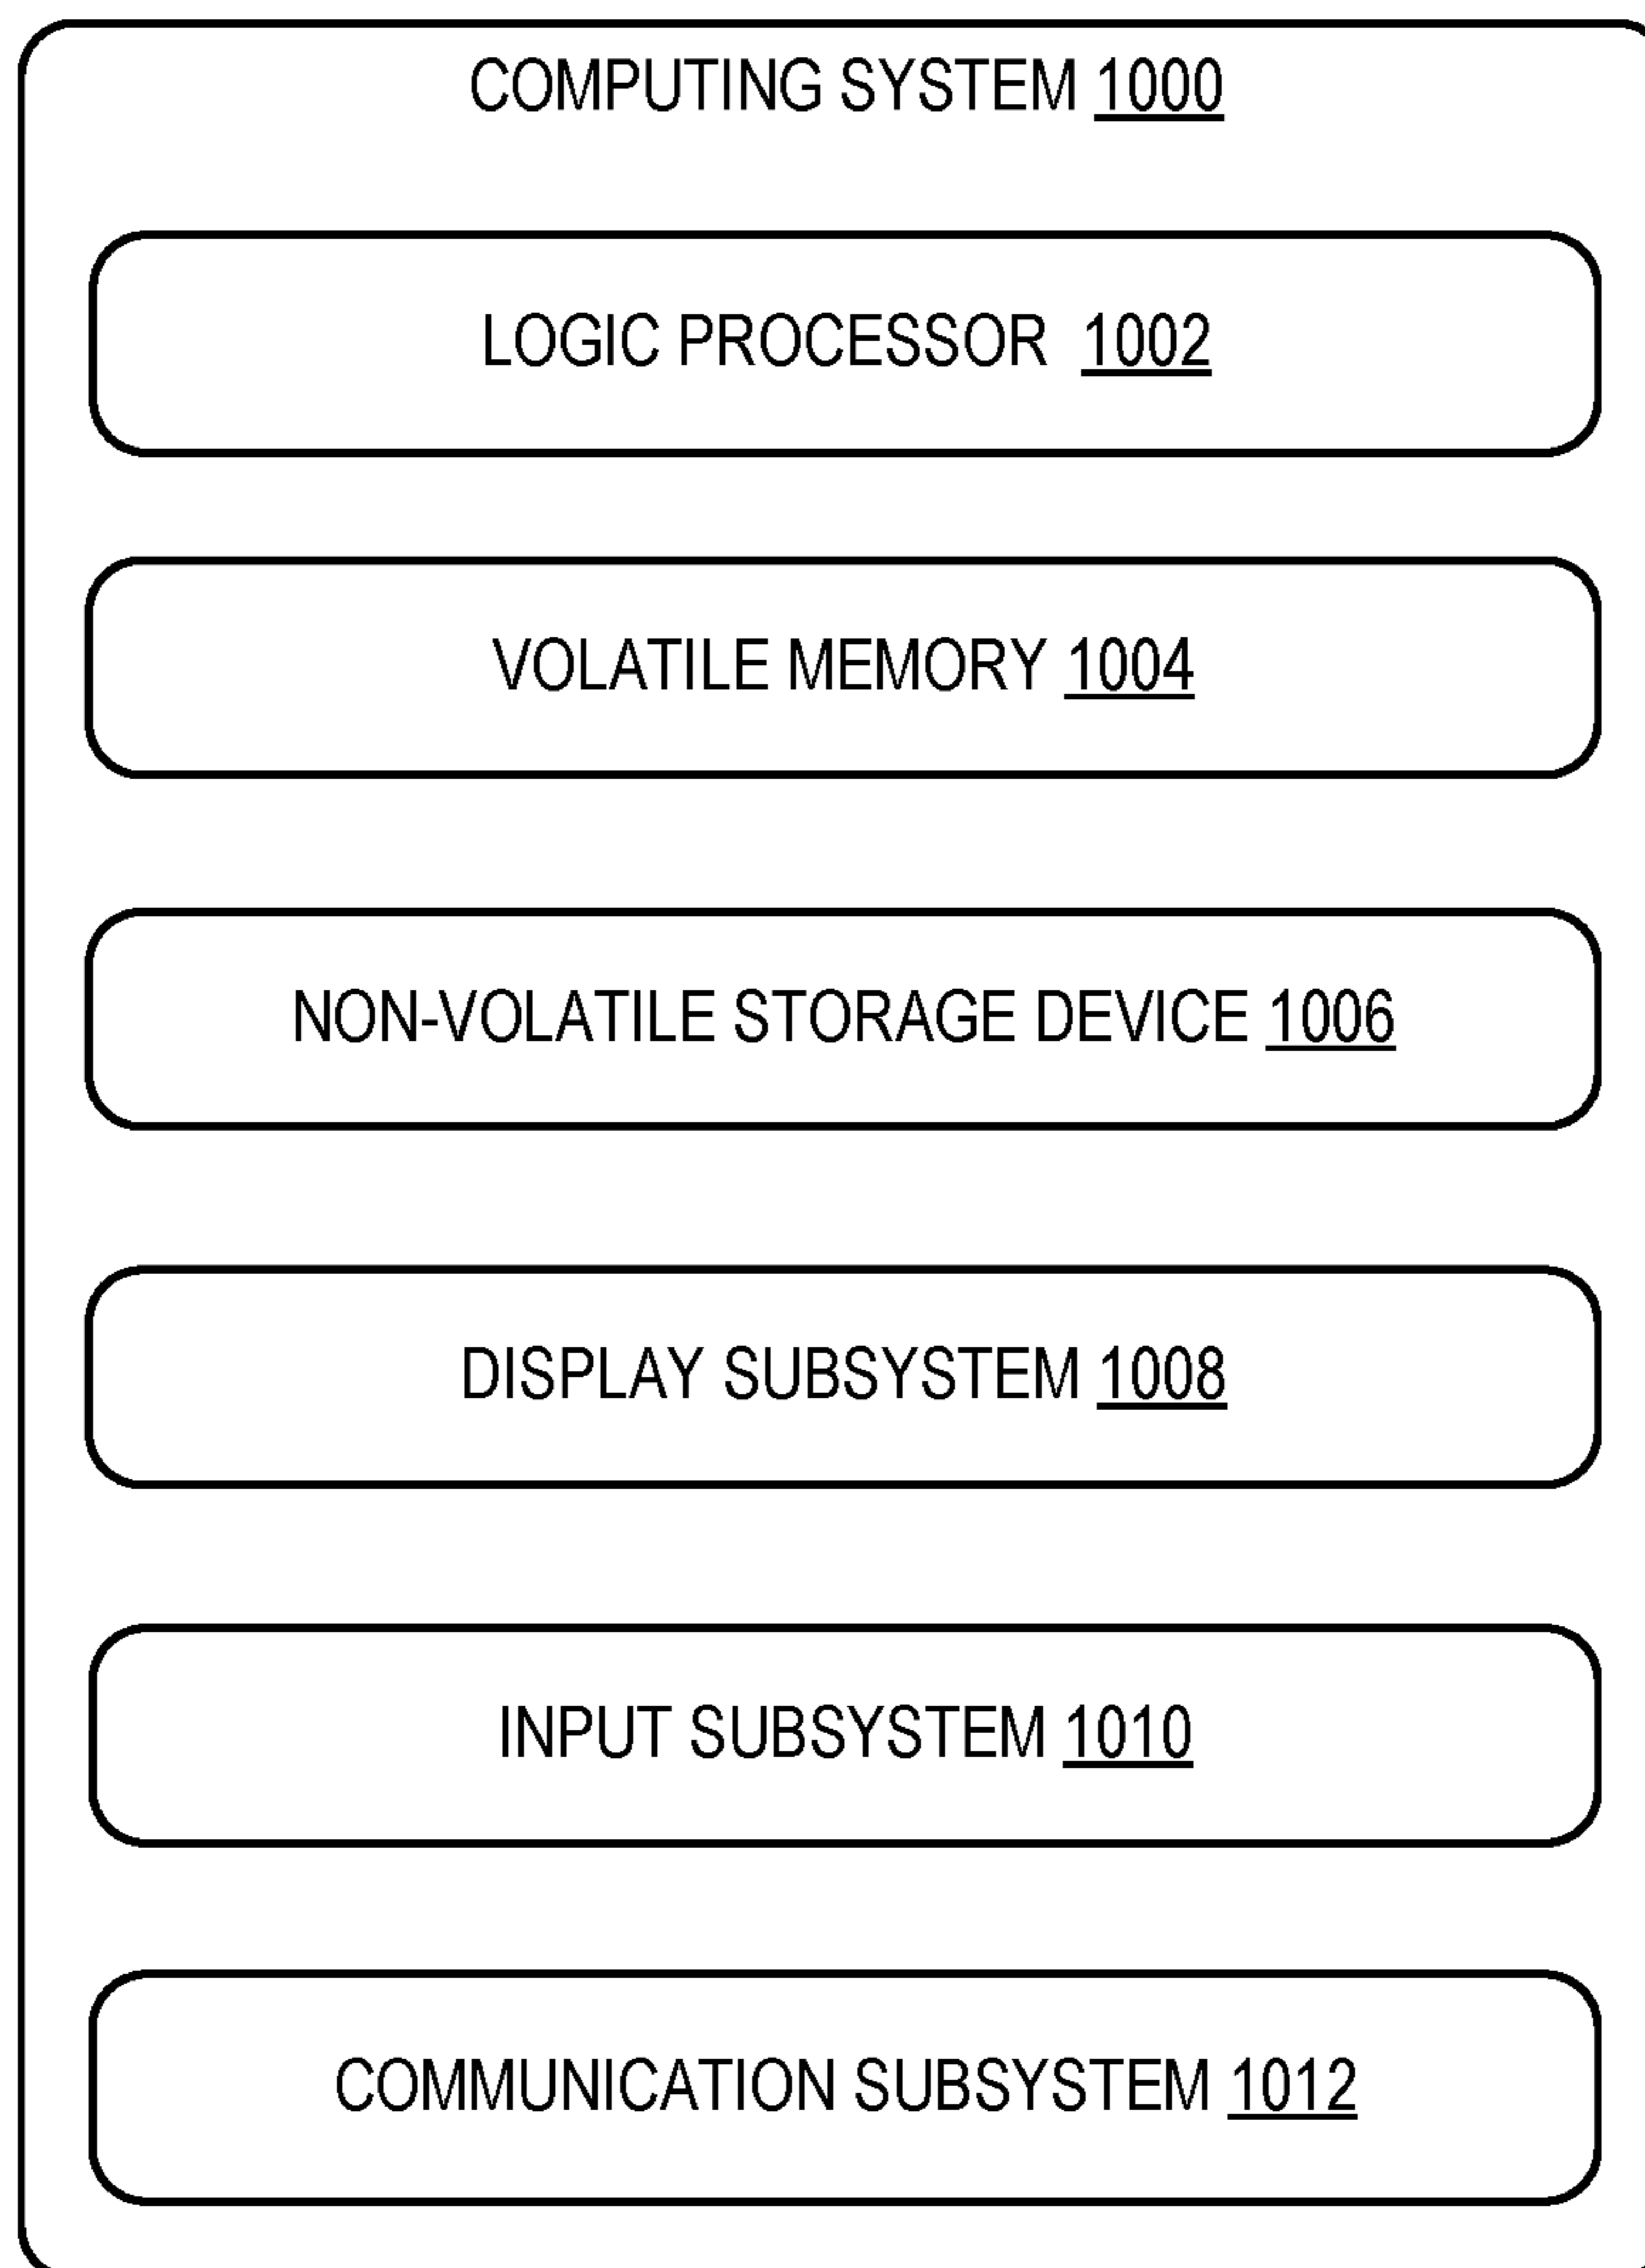 COMPUTING SYSTEM 1000
LOGIC PROCESSOR 1002
VOLATILE MEMORY 1004
NON-VOLATILE STORAGE DEVICE 1006
DISPLAY SUBSYSTEM 1008
INPUT SUBSYSTEM 1010
COMMUNICATION SUBSYSTEM 1012